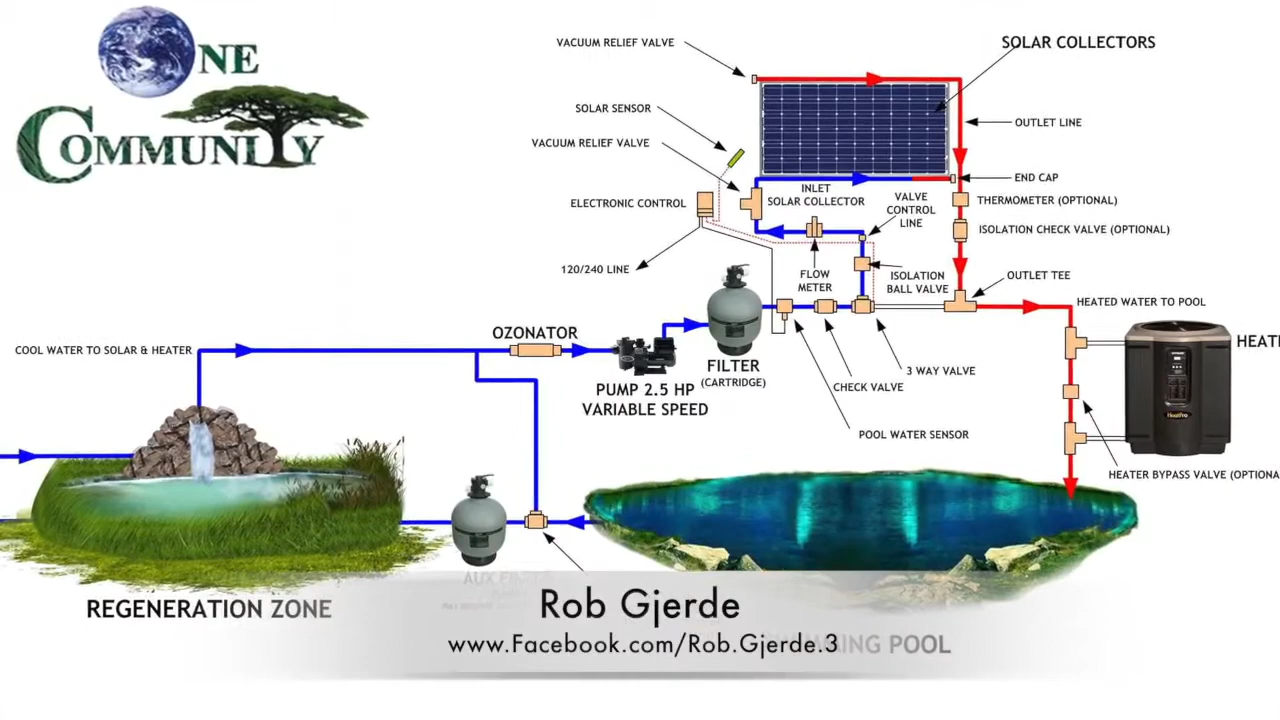 ONE
COMMUNITY
VACUUM RELIEF VALVE
SOLAR COLLECTORS
SOLAR SENSOR
OUTLET LINE
VACUUM RELIEF VALVE
END CAP
INLET
SOLAR COLLECTOR
VALVE
CONTROL
LINE
THERMOMETER (OPTIONAL)
ELECTRONIC CONTROL
ISOLATION CHECK VALVE (OPTIONAL)
120/240 LINE
FLOW
METER
ISOLATION
BALL VALVE
OUTLET TEE
HEATED WATER TO POOL
OZONATOR
COOL WATER TO SOLAR & HEATER
HEAT
FILTER
(CARTRIDGE)
3 WAY VALVE
CHECK VALVE
PUMP 2.5 HP
VARIABLE SPEED
HeatPro
POOL WATER SENSOR
HEATER BYPASS VALVE (OPTIONA
AUX
REGENERATION ZONE
Rob Gjerde
www.Facebook.com/Rob.Gjerde.3
POOL